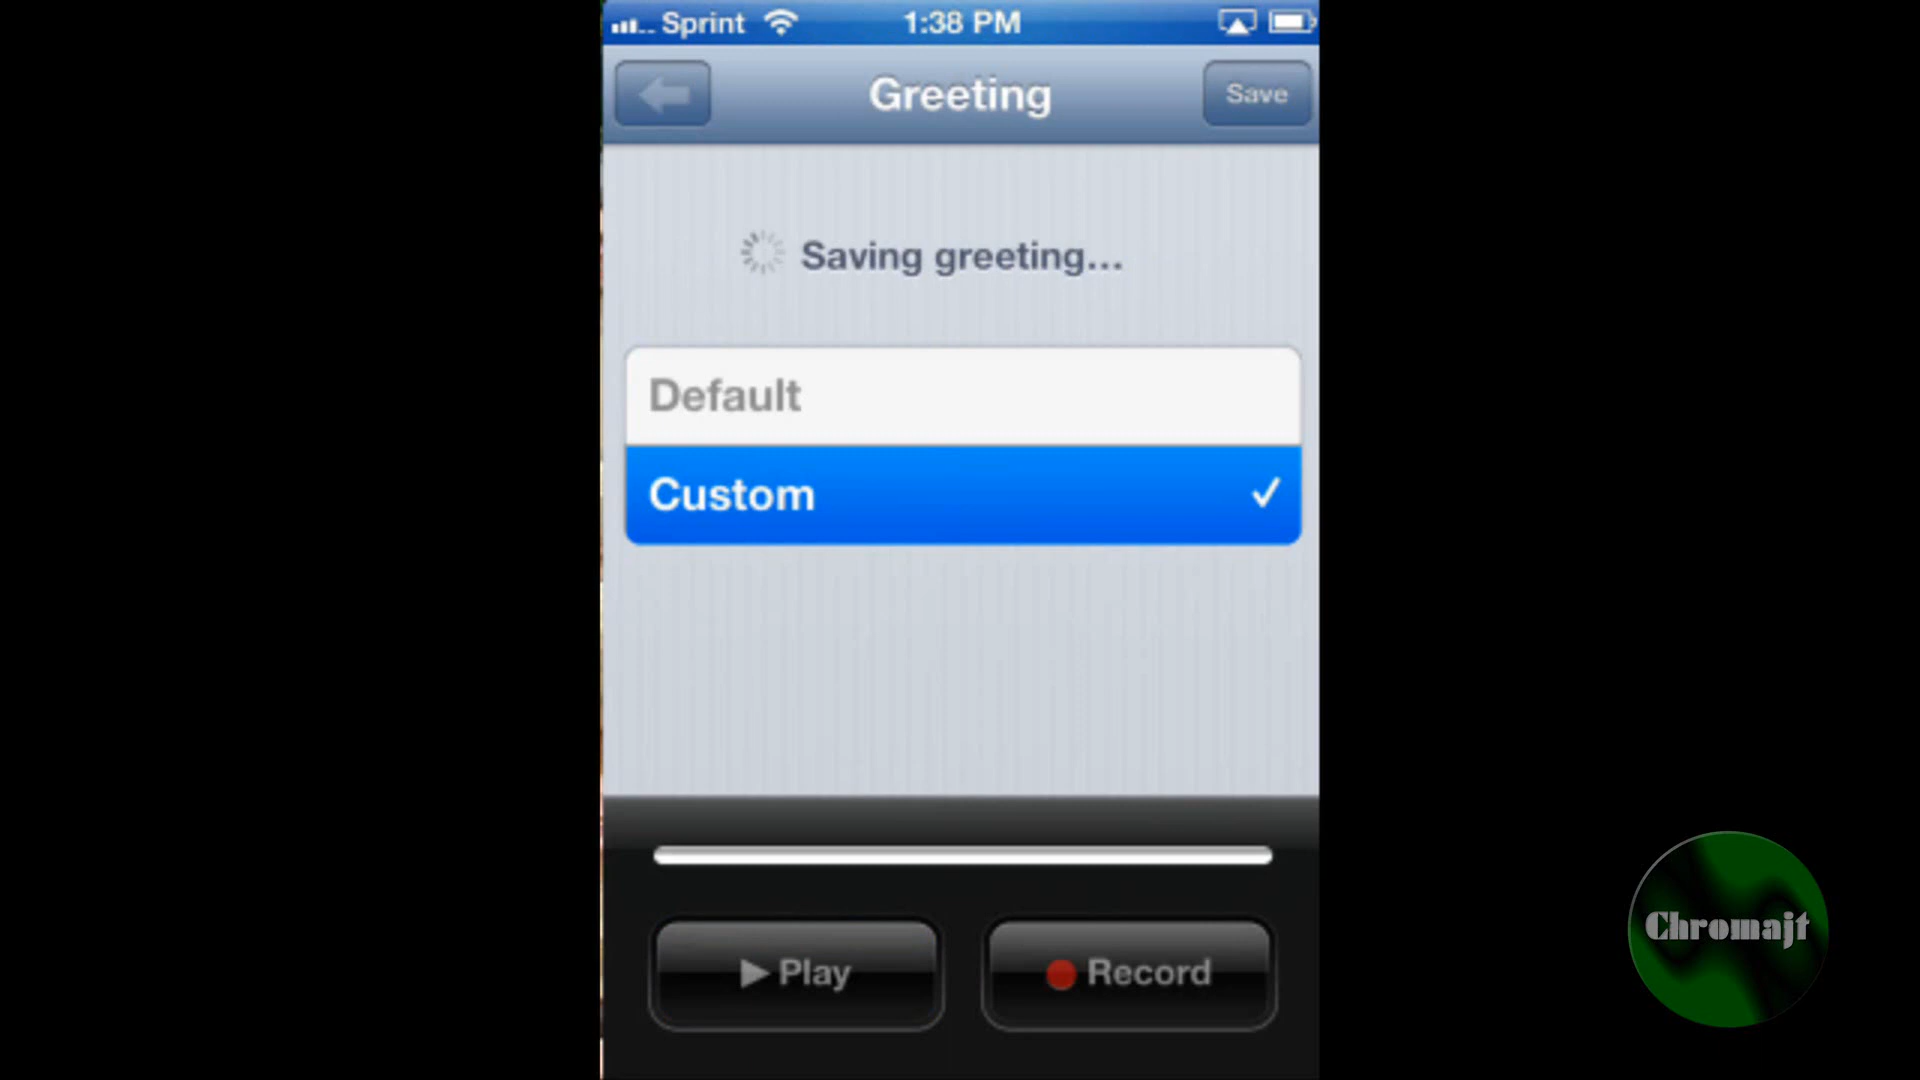 Sprint 1:38 PM
Greeting Save
Saving greeting...
Default
Custom
Play Record
Chromajt